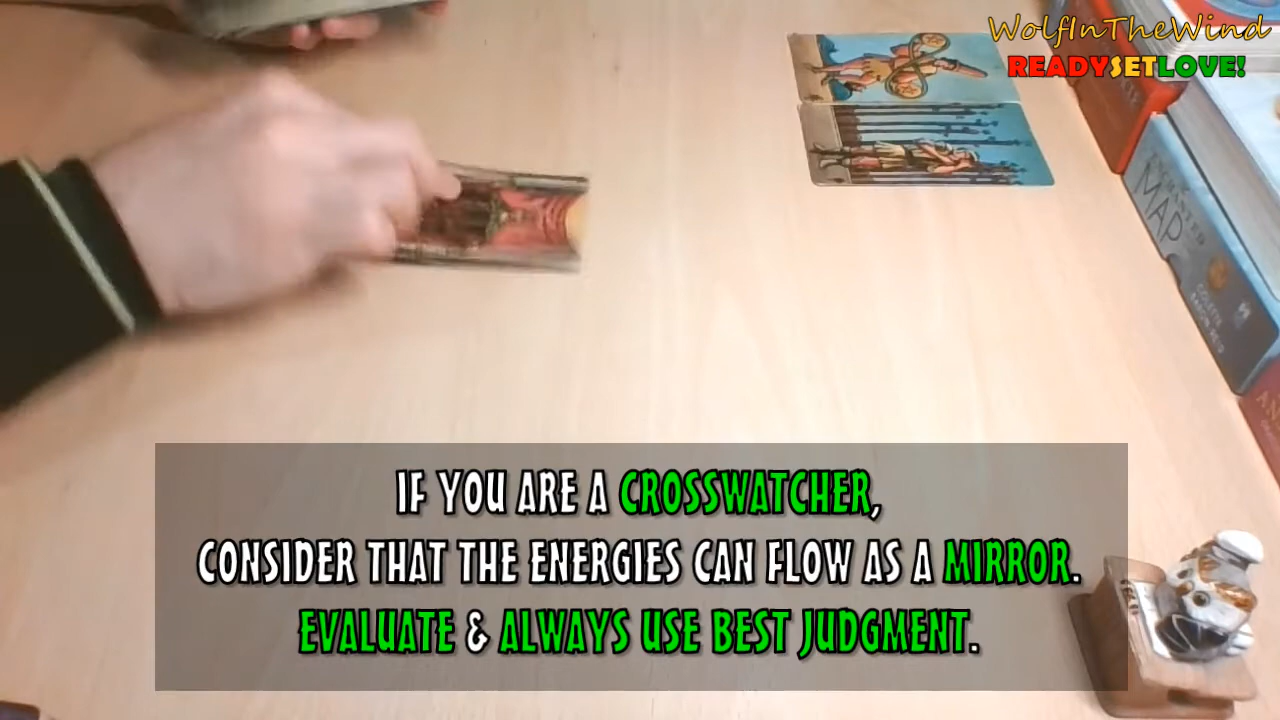 WolfInTheWind
READYSETLOVE!
MAP
IF YOU ARE A CROSSWATCHER,
CONSIDER THAT THE ENERGIES CAN FLOW AS A MIRROR.
EVALUATE & ALWAYS USE BEST JUDGMENT.